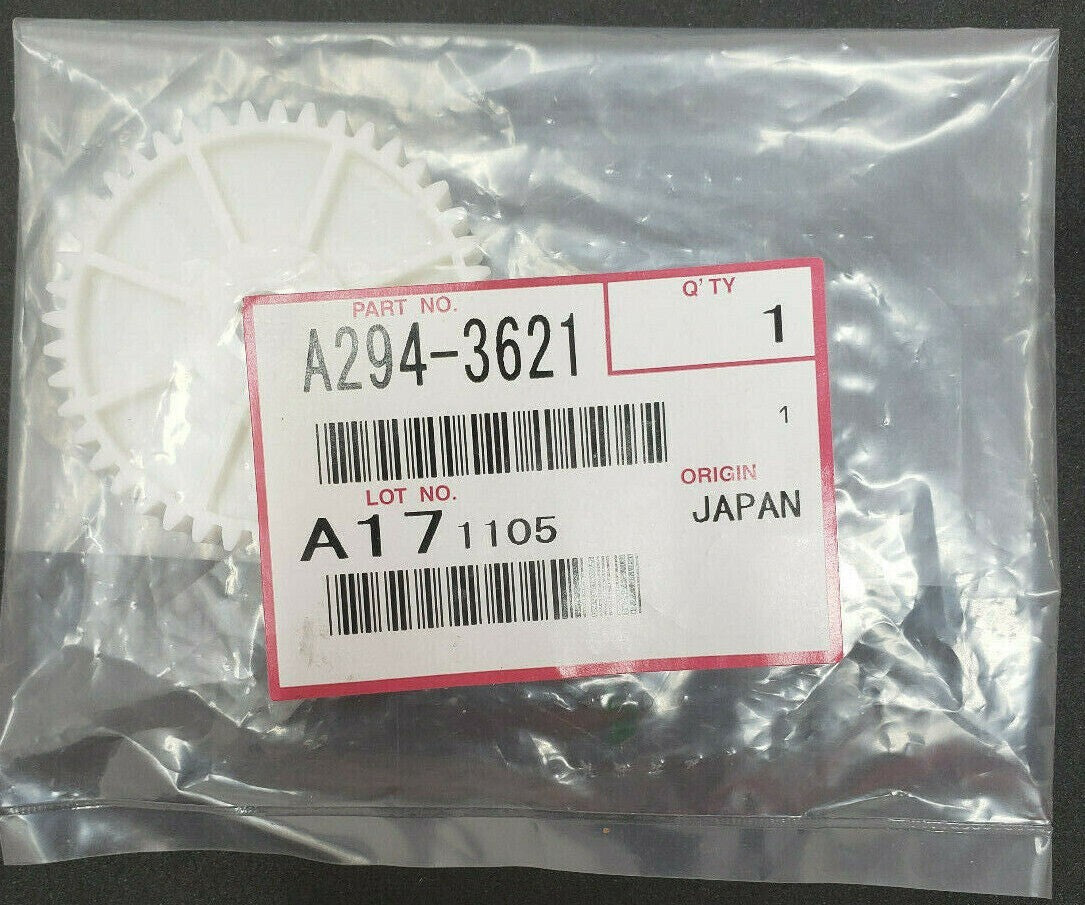 PART NO.
A294-3621
Q'TY
1
1
LOT NO.
A17 1105
ORIGIN
JAPAN